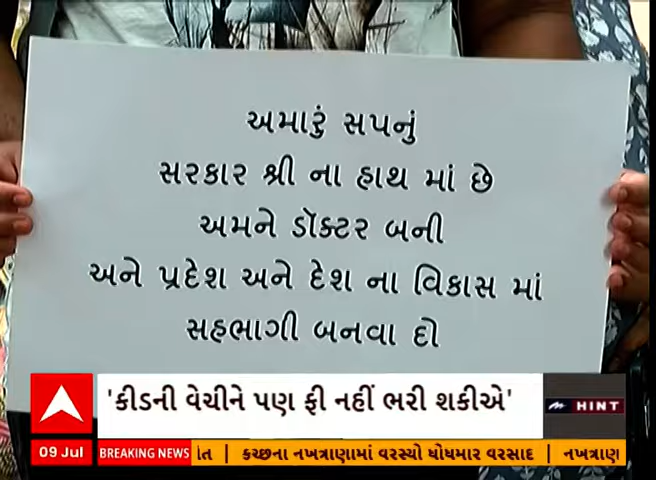 અમારું સપનું
સરકાર શ્રી ના હાથ માં છે
અમને ડૉક્ટર બની
અને પ્રદેશ અને દેશ ના વિકાસ માં
સહભાગી બનવા દો
'કીડની વેચીને પણ ફી નહીં ભરી શકીએ'
HINT
09 Jul BREAKING NEWS | કચ્છના નખત્રાણામાં વરસ્યો ધોધમાર વરસાદ | નખત્રાણ